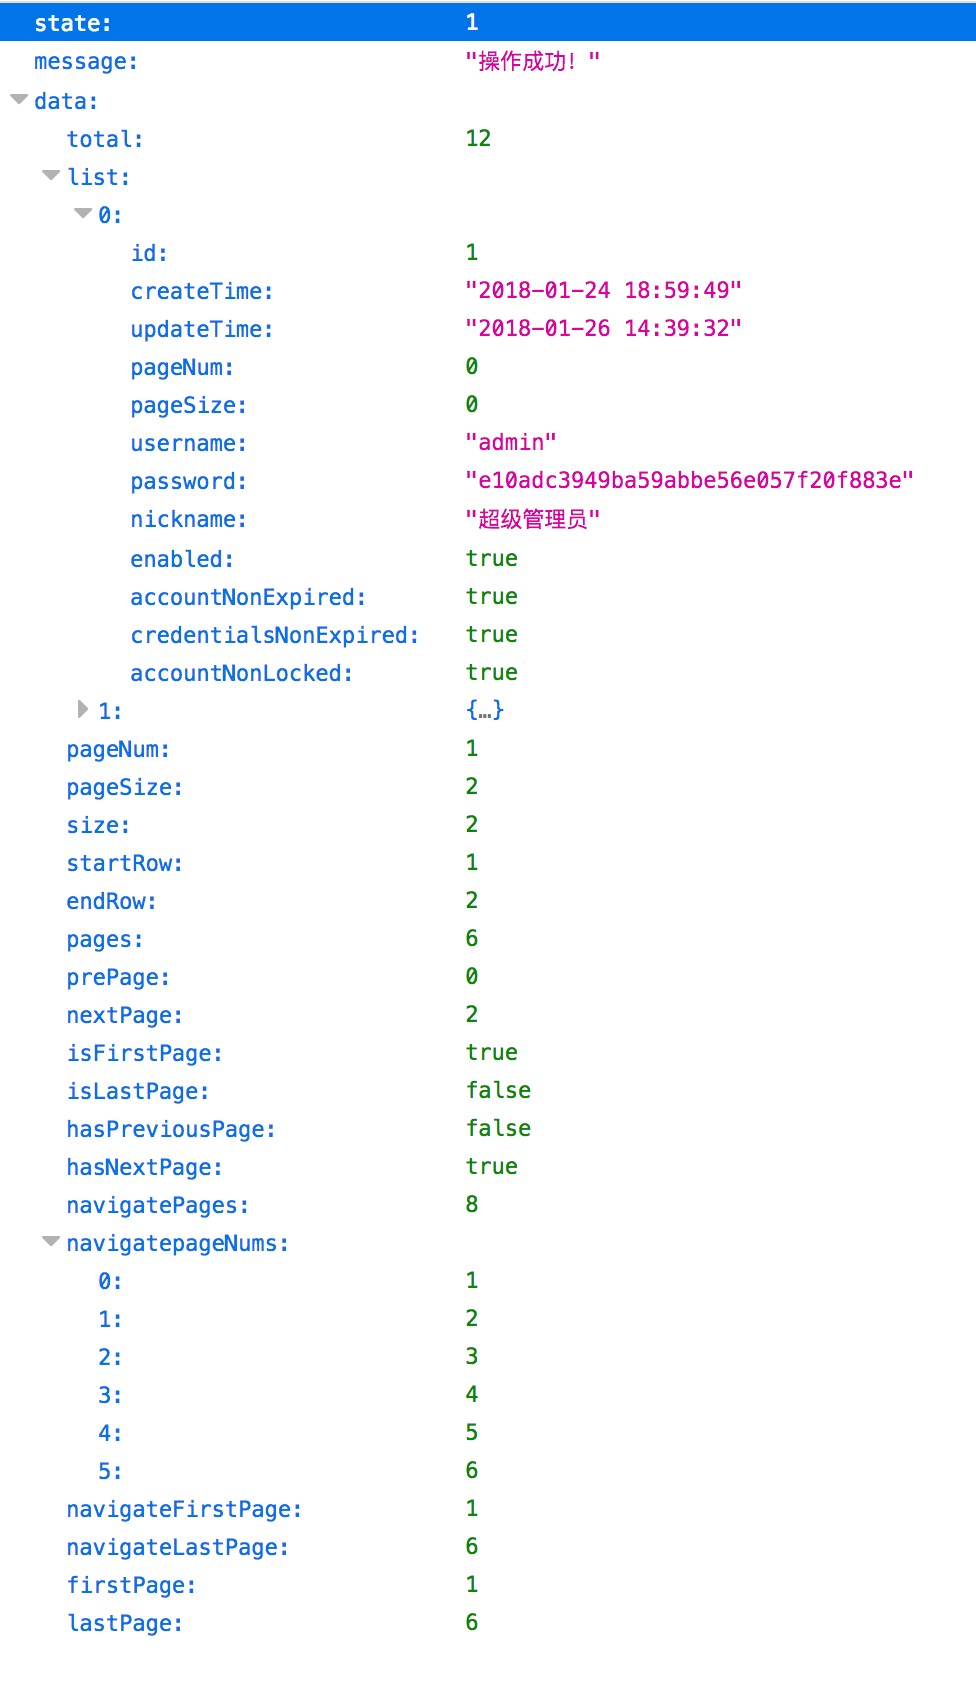 state: 1
message: "操作成功！"
data:
total: 12
list:
0:
id: 1
createTime: "2018-01-24 18:59:49"
updateTime: "2018-01-26 14:39:32"
pageNum: 0
pageSize: 0
username: "admin"
password: "e10adc3949ba59abbe56e057f20f883e"
nickname: "超级管理员"
enabled: true
accountNonExpired: true
credentialsNonExpired: true
accountNonLocked: true
1: {…}
pageNum: 1
pageSize: 2
size: 2
startRow: 1
endRow: 2
pages: 6
prePage: 0
nextPage: 2
isFirstPage: true
isLastPage: false
hasPreviousPage: false
hasNextPage: true
navigatePages: 8
navigatepageNums:
0: 1
1: 2
2: 3
3: 4
4: 5
5: 6
navigateFirstPage: 1
navigateLastPage: 6
firstPage: 1
lastPage: 6